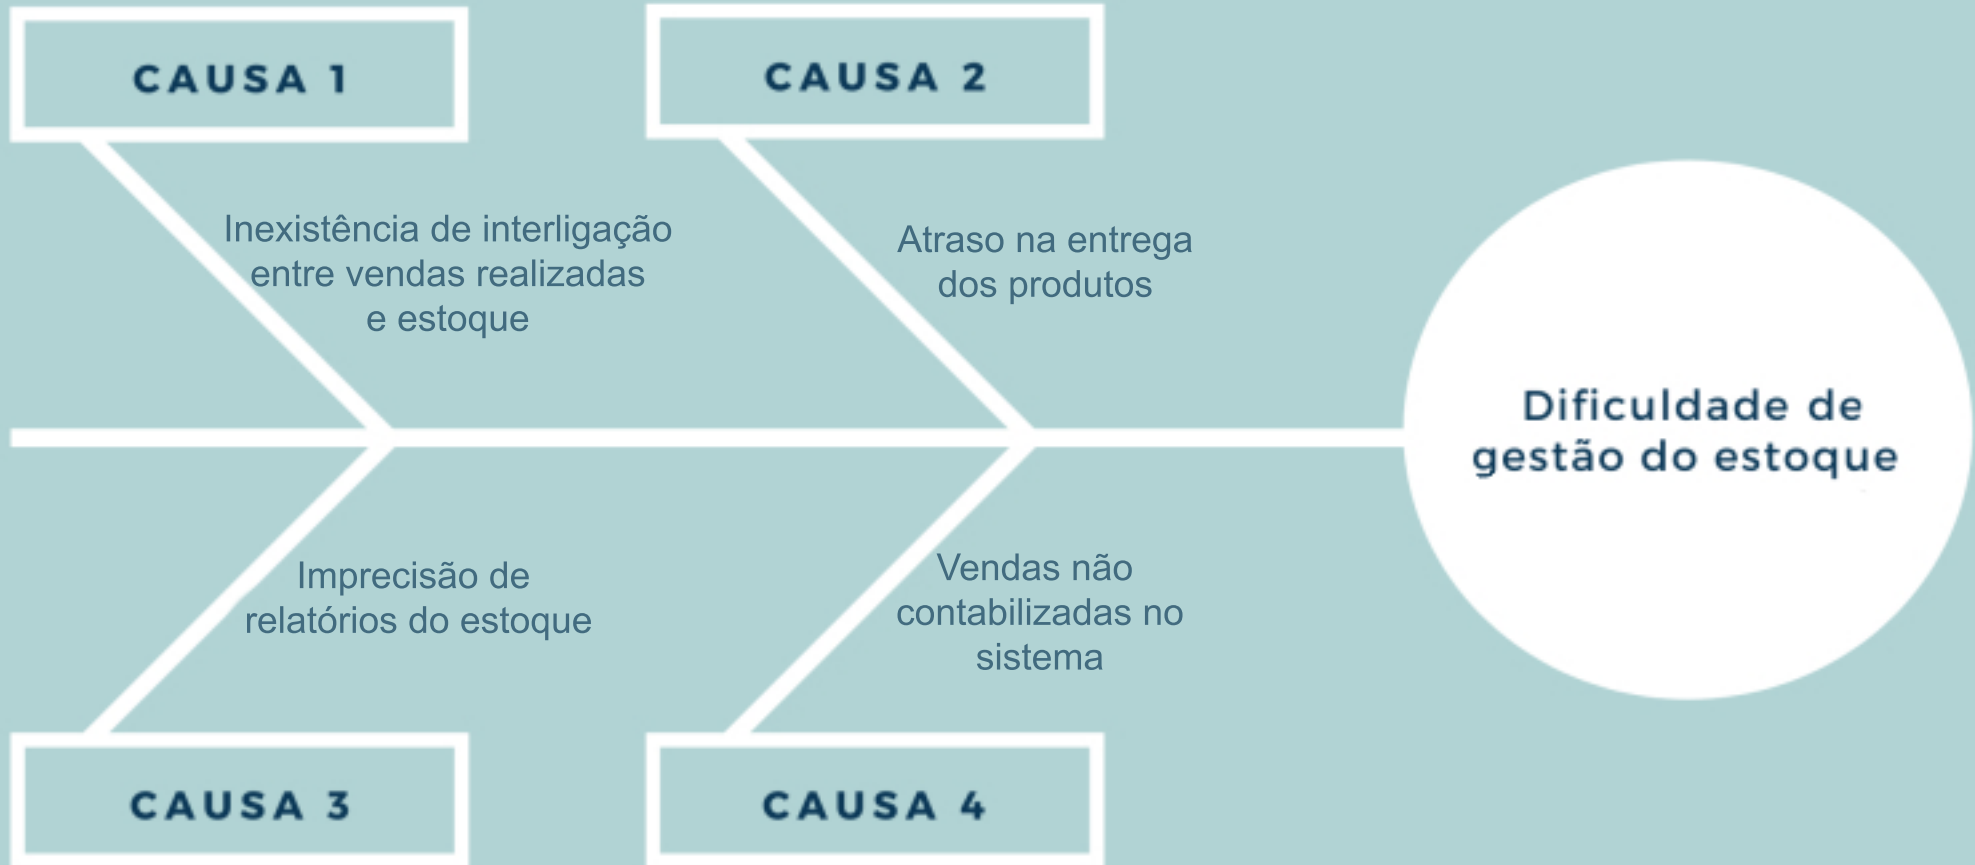 CAUSA 1
CAUSA 2
Inexistência de interligação
entre vendas realizadas
e estoque
Atraso na entrega
dos produtos
Dificuldade de
gestão do estoque
Imprecisão de
relatórios do estoque
Vendas não
contabilizadas no
sistema
CAUSA 3
CAUSA 4